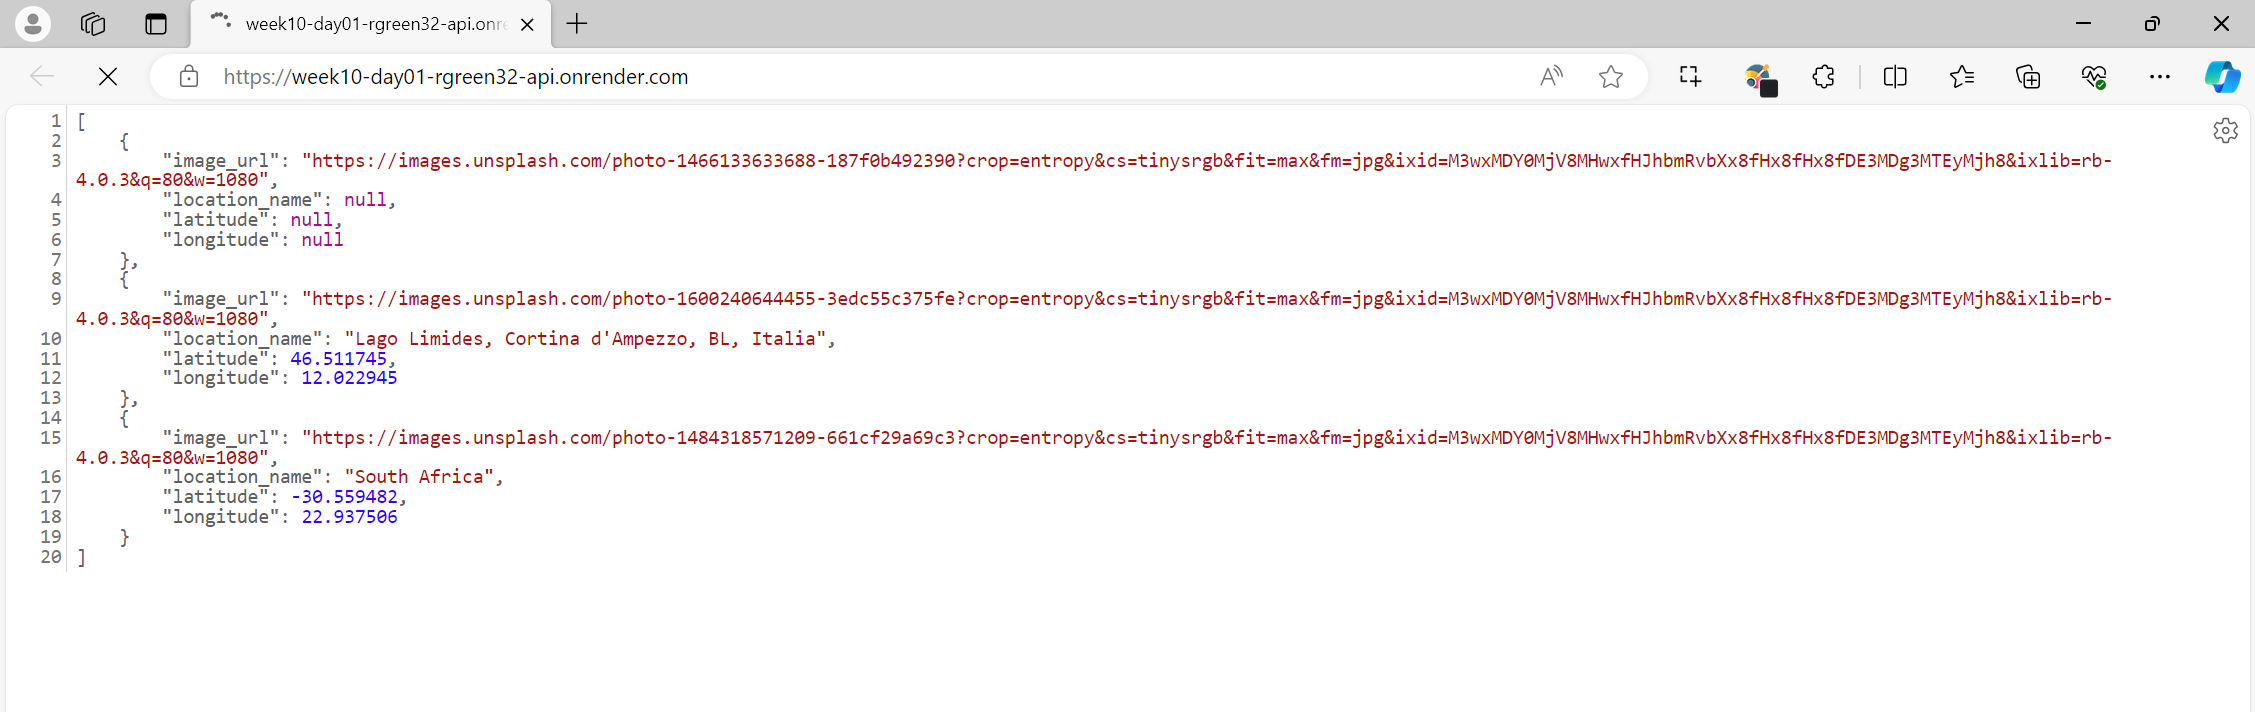 week10-day01-rgreen32-api.onre
https://week10-day01-rgreen32-api.onrender.com
1 [
2 {
3 "image_url": "https://images.unsplash.com/photo-1466133633688-187f0b492390?crop=entropy&cs=tinysrgb&fit=max&fm=jpg&ixid=M3wxMDY0MjV8MHwxfHJhbmRvbXx8fHx8fHx8fDE3MDg3MTEyMjh8&ixlib=rb-
4.0.3&q=80&w=1080",
4 "location_name": null,
5 "latitude": null,
6 "longitude": null
7 },
8 {
9 "image_url": "https://images.unsplash.com/photo-1600240644455-3edc55c375fe?crop=entropy&cs=tinysrgb&fit=max&fm=jpg&ixid=M3wxMDY0MjV8MHwxfHJhbmRvbXx8fHx8fHx8fDE3MDg3MTEyMjh8&ixlib=rb-
4.0.3&q=80&w=1080",
10 "location_name": "Lago Limides, Cortina d'Ampezzo, BL, Italia",
11 "latitude": 46.511745,
12 "longitude": 12.022945
13 },
14 {
15 "image_url": "https://images.unsplash.com/photo-1484318571209-661cf29a69c3?crop=entropy&cs=tinysrgb&fit=max&fm=jpg&ixid=M3wxMDY0MjV8MHwxfHJhbmRvbXx8fHx8fHx8fDE3MDg3MTEyMjh8&ixlib=rb-
4.0.3&q=80&w=1080",
16 "location_name": "South Africa",
17 "latitude": -30.559482,
18 "longitude": 22.937506
19 }
20 ]